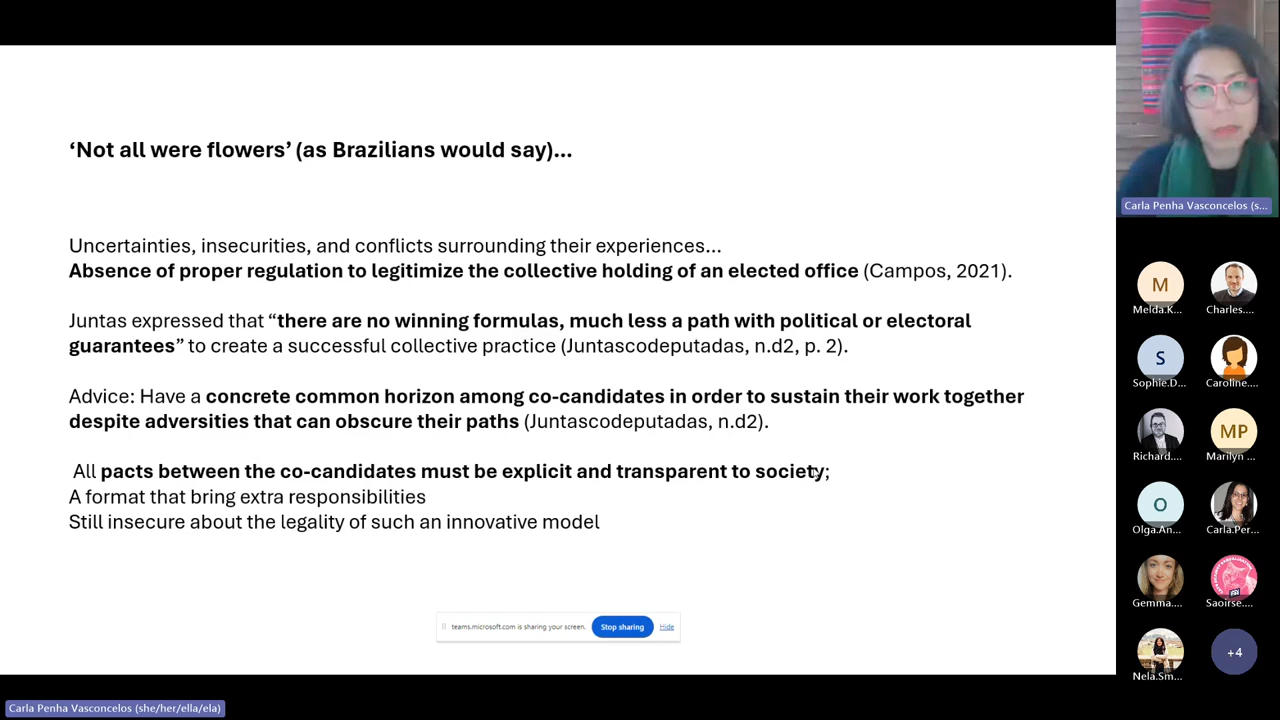 ‘Not all were flowers’ (as Brazilians would say)...
Uncertainties, insecurities, and conflicts surrounding their experiences...
Absence of proper regulation to legitimize the collective holding of an elected office (Campos, 2021).
Juntas expressed that “there are no winning formulas, much less a path with political or electoral
guarantees” to create a successful collective practice (Juntascodeputadas, n.d2, p. 2).
Advice: Have a concrete common horizon among co-candidates in order to sustain their work together
despite adversities that can obscure their paths (Juntascodeputadas, n.d2).
All pacts between the co-candidates must be explicit and transparent to society;
A format that bring extra responsibilities
Still insecure about the legality of such an innovative model
teams.microsoft.com is sharing your screen.
Stop sharing
Hide
Carla Penha Vasconcelos (she/her/ella/ela)
Carla Penha Vasconcelos (s...
M
Melda.K...
Charles....
S
Sophie.D...
Caroline....
Richard....
MP
Marilyn ...
O
Olga.An...
Carla.Per...
Gemma....
Saoirse....
Nela.Sm...
+4